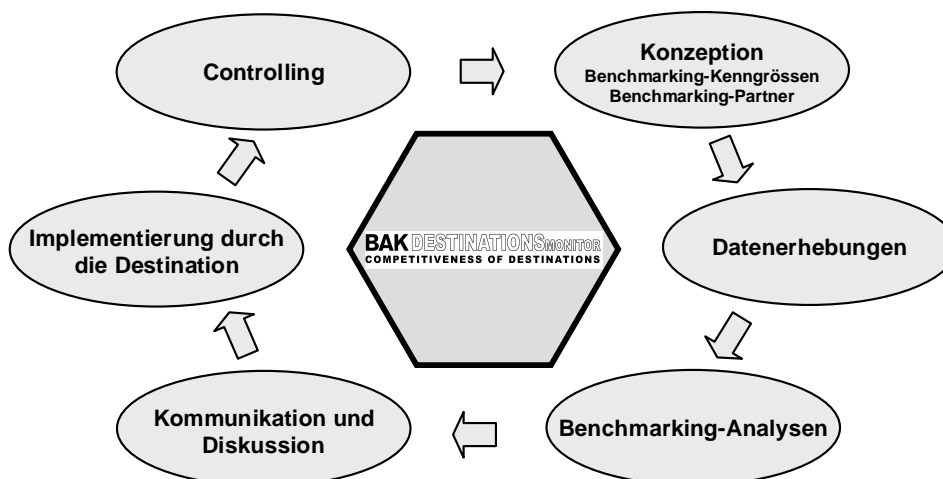 Controlling
Konzeption
Benchmarking-Kenngrössen
Benchmarking-Partner
Implementierung durch
die Destination
BAK DESTINATIONSMONITOR
COMPETITIVENESS OF DESTINATIONS
Datenerhebungen
Kommunikation und
Diskussion
Benchmarking-Analysen